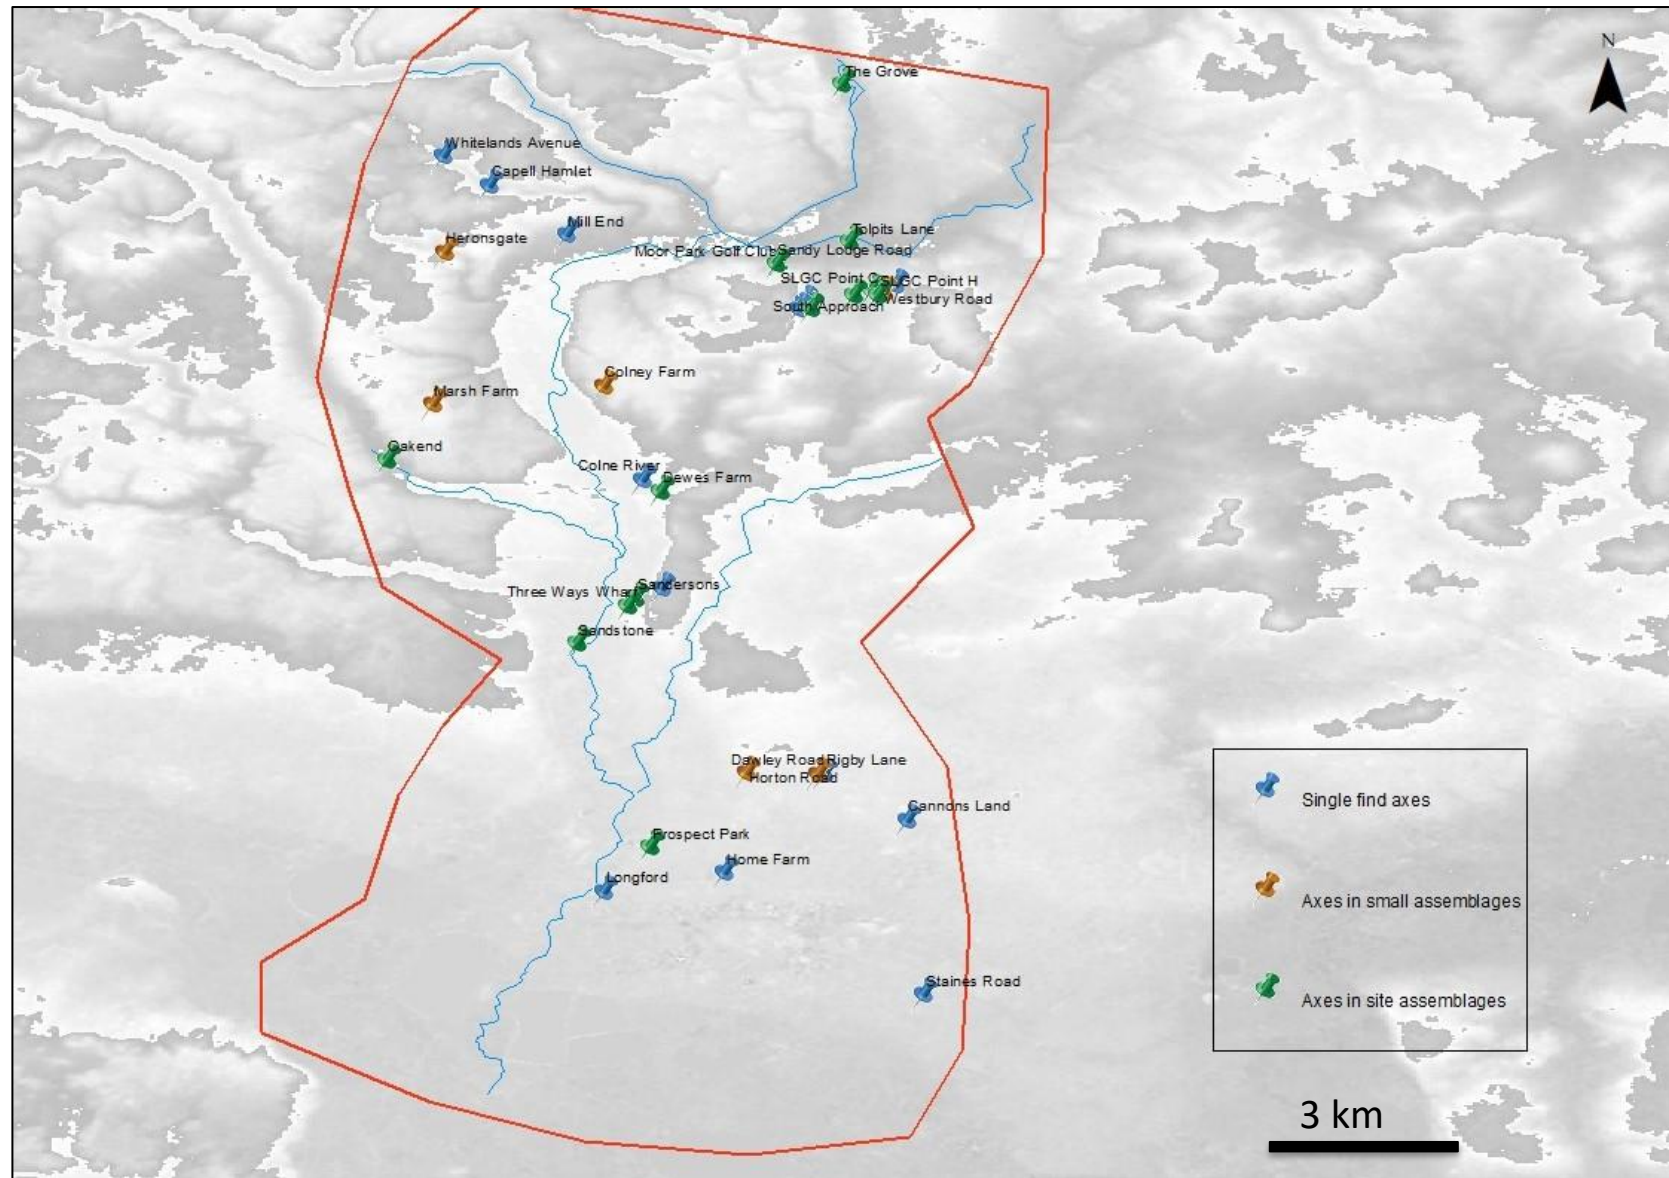 N
The Grove
Whitelands Avenue
Capell Hamlet
Mill End
Tolpits Lane
Heronsgate
Moor Park Golf Club
Sandy Lodge Road
SLGC Point C
SLGC Point H
Westbury Road
South Approach
Colney Farm
Marsh Farm
Oakend
Colne River
Dewes Farm
Sandersons
Three Ways Wharf
Sandstone
Dawley Road
Rigby Lane
Horton Road
Cannons Land
Prospect Park
Home Farm
Longford
Staines Road
Single find axes
Axes in small assemblages
Axes in site assemblages
3 km